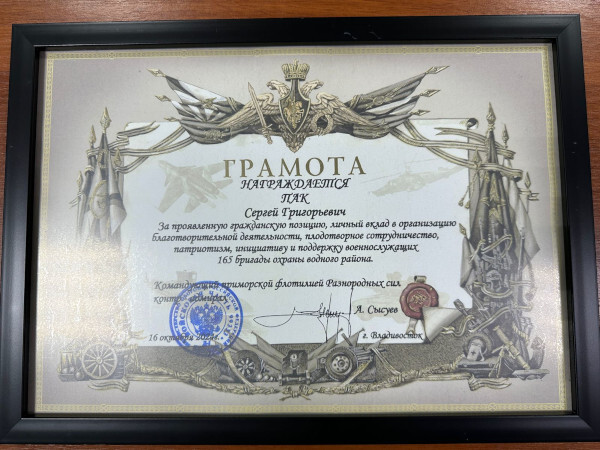 ГРАМОТА
НАГРАЖДАЕТСЯ
ПАК
Сергей Григорьевич
За проявленную гражданскую позицию, личный вклад в организацию
благотворительной деятельности, плодотворное сотрудничество,
патриотизм, инициативу и поддержку военнослужащих
165 бригады охраны водного района.
Командующий приморской флотилией Разнородных сил
контр-адмирал
А. Сысуев
16 октября
г. Владивосток